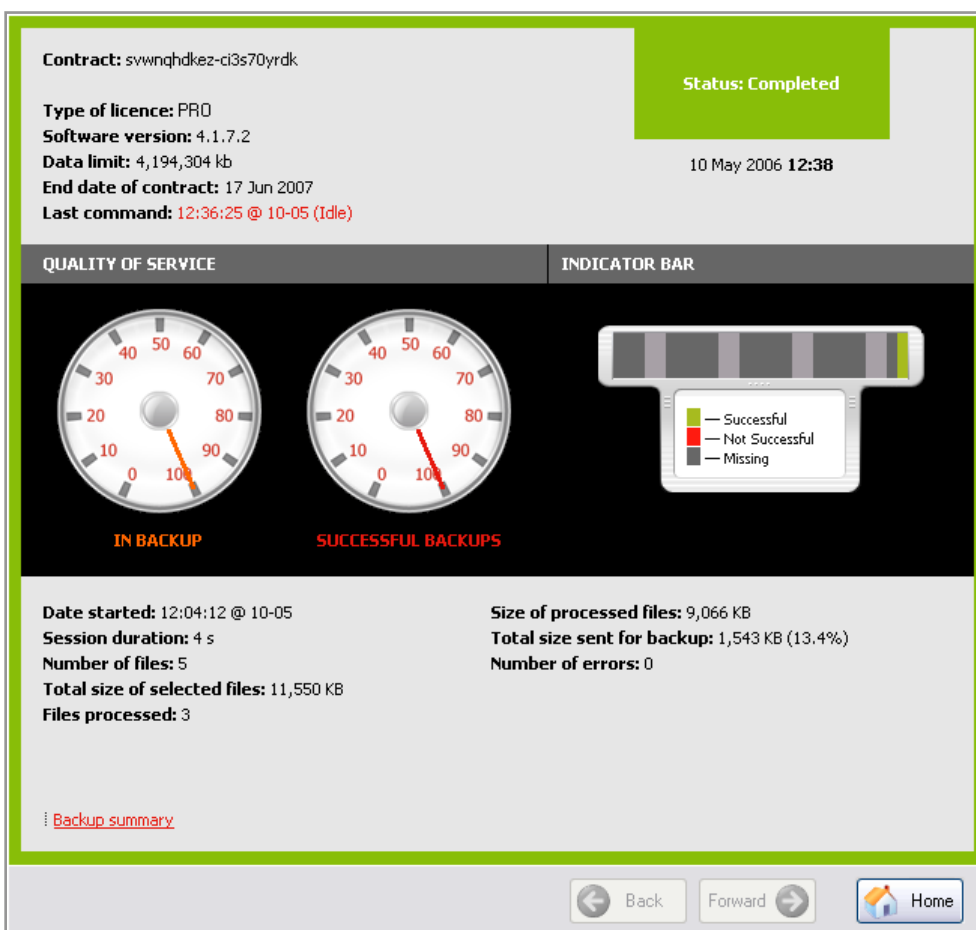 Contract: svwnqhdkez-ci3s70yrdk
Status: Completed
Type of licence: PRO
Software version: 4.1.7.2
Data limit: 4,194,304 kb
10 May 2006 12:38
End date of contract: 17 Jun 2007
Last command: 12:36:25 @ 10-05 (Idle)
QUALITY OF SERVICE
INDICATOR BAR
0 10 20 30 40 50 60 70 80 90 100
IN BACKUP
0 10 20 30 40 50 60 70 80 90 100
SUCCESSFUL BACKUPS
— Successful
— Not Successful
— Missing
Date started: 12:04:12 @ 10-05
Session duration: 4 s
Number of files: 5
Total size of selected files: 11,550 KB
Files processed: 3
Size of processed files: 9,066 KB
Total size sent for backup: 1,543 KB (13.4%)
Number of errors: 0
Backup summary
Back
Forward
Home